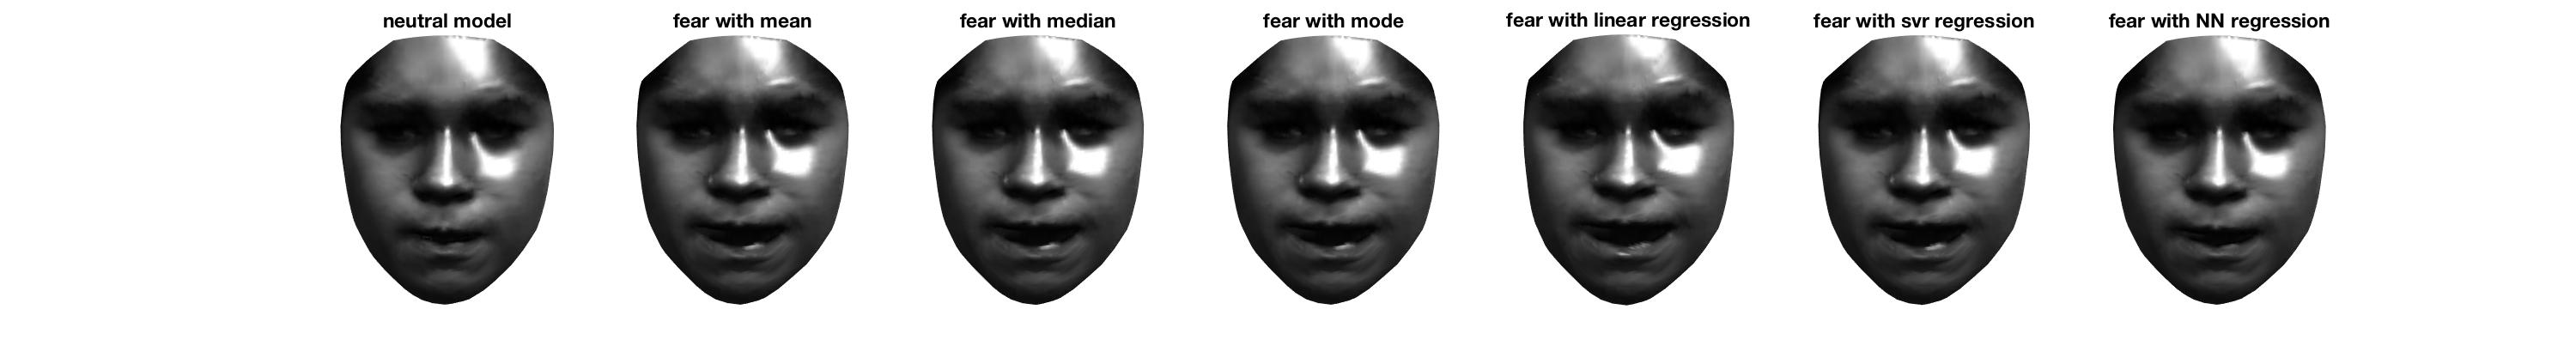 neutral model
fear with mean
fear with median
fear with mode
fear with linear regression
fear with svr regression
fear with NN regression